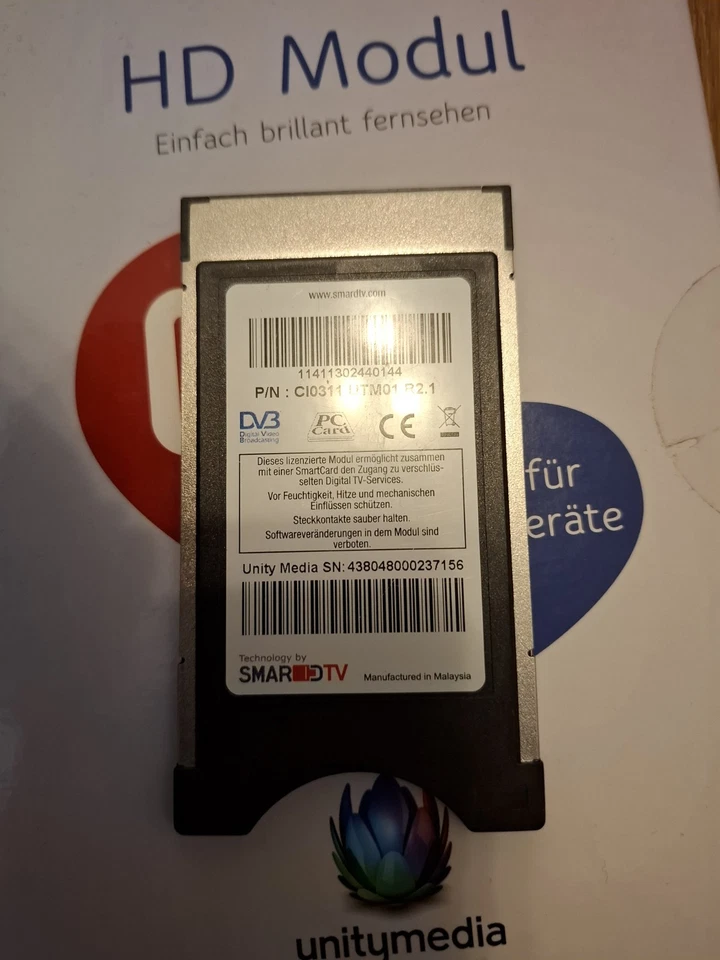 HD Modul
Einfach brillant fernsehen
www.smardtv.com
11411302440144
P/N : CI0311 UTM01 R2.1
DVB
Digital Video
Broadcasting
PC
Card
CE
Dieses lizenzierte Modul ermöglicht zusammen
mit einer SmartCard den Zugang zu verschlüs-
selten Digital TV-Services.
Vor Feuchtigkeit, Hitze und mechanischen
Einflüssen schützen.
Steckkontakte sauber halten.
Softwareveränderungen in dem Modul sind
verboten.
Unity Media SN: 438048000237156
Technology by
SMARDTV
Manufactured in Malaysia
für
eräte
unitymedia